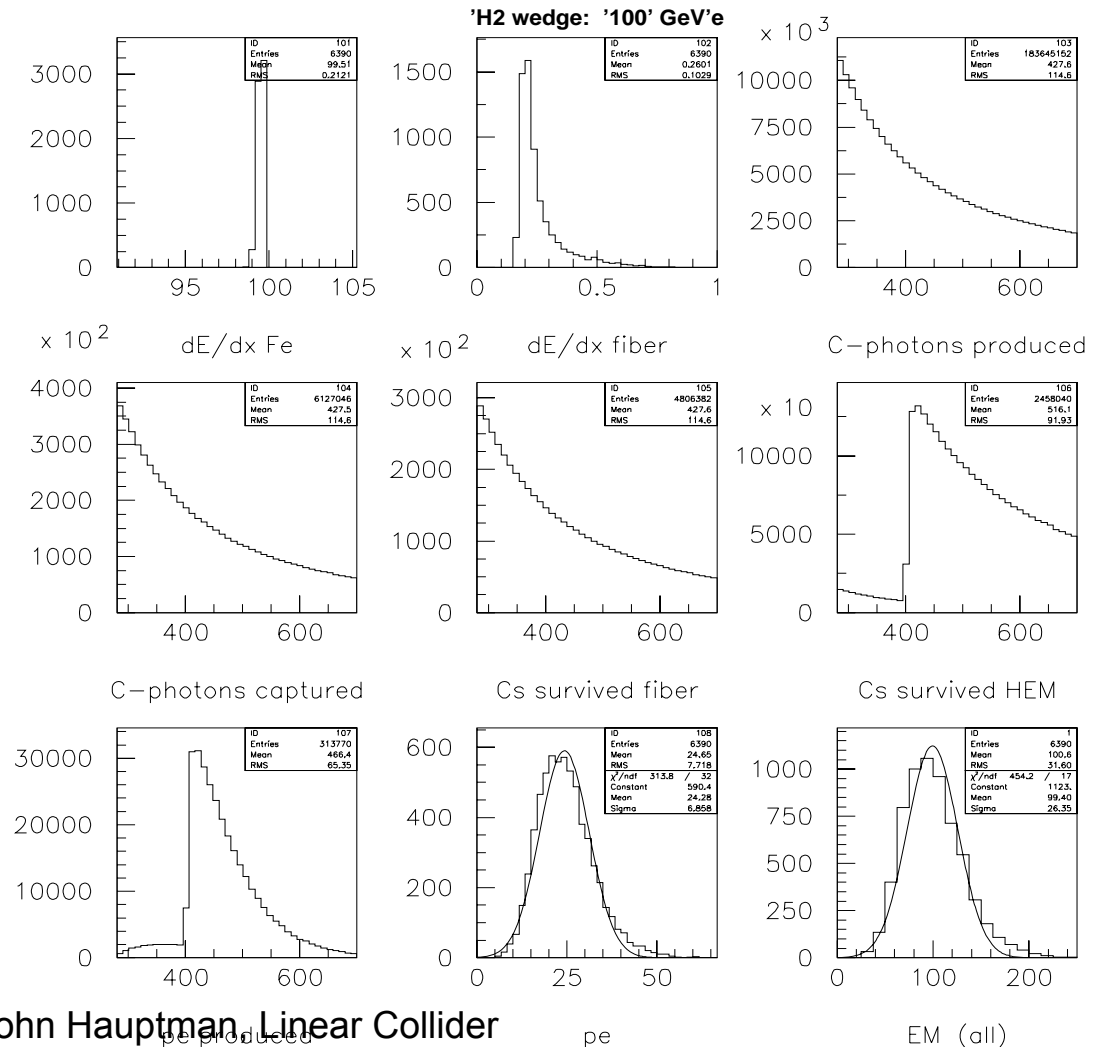 'H2 wedge: '100' GeV'e
ID 101
Entries 6390
Mean 99.51
RMS 0.2121
3000
2000
1000
0
95 100 105
dE/dx Fe
ID 102
Entries 6390
Mean 0.2601
RMS 0.1029
1500
1000
500
0
0 0.5 1
dE/dx fiber
x 10 3
ID 103
Entries 183645152
Mean 427.6
RMS 114.6
10000
7500
5000
2500
0
400 600
C-photons produced
x 10 2
ID 104
Entries 6127046
Mean 427.5
RMS 114.6
4000
3000
2000
1000
0
400 600
C-photons captured
x 10 2
ID 105
Entries 4806382
Mean 427.6
RMS 114.6
3000
2000
1000
0
400 600
Cs survived fiber
x 10
ID 106
Entries 2458040
Mean 516.1
RMS 91.93
10000
5000
0
400 600
Cs survived HEM
ID 107
Entries 313770
Mean 466.4
RMS 65.35
30000
20000
10000
0
400 600
pe produced
ID 108
Entries 6390
Mean 24.65
RMS 7.718
χ²/ndf 313.8 / 32
Constant 590.4
Mean 24.28
Sigma 6.858
600
400
200
0
0 25 50
pe
ID 1
Entries 6390
Mean 100.6
RMS 31.60
χ²/ndf 454.2 / 17
Constant 1123.
Mean 99.40
Sigma 26.35
1000
750
500
250
0
0 100 200
EM (all)
ohn Hauptman, Linear Collider